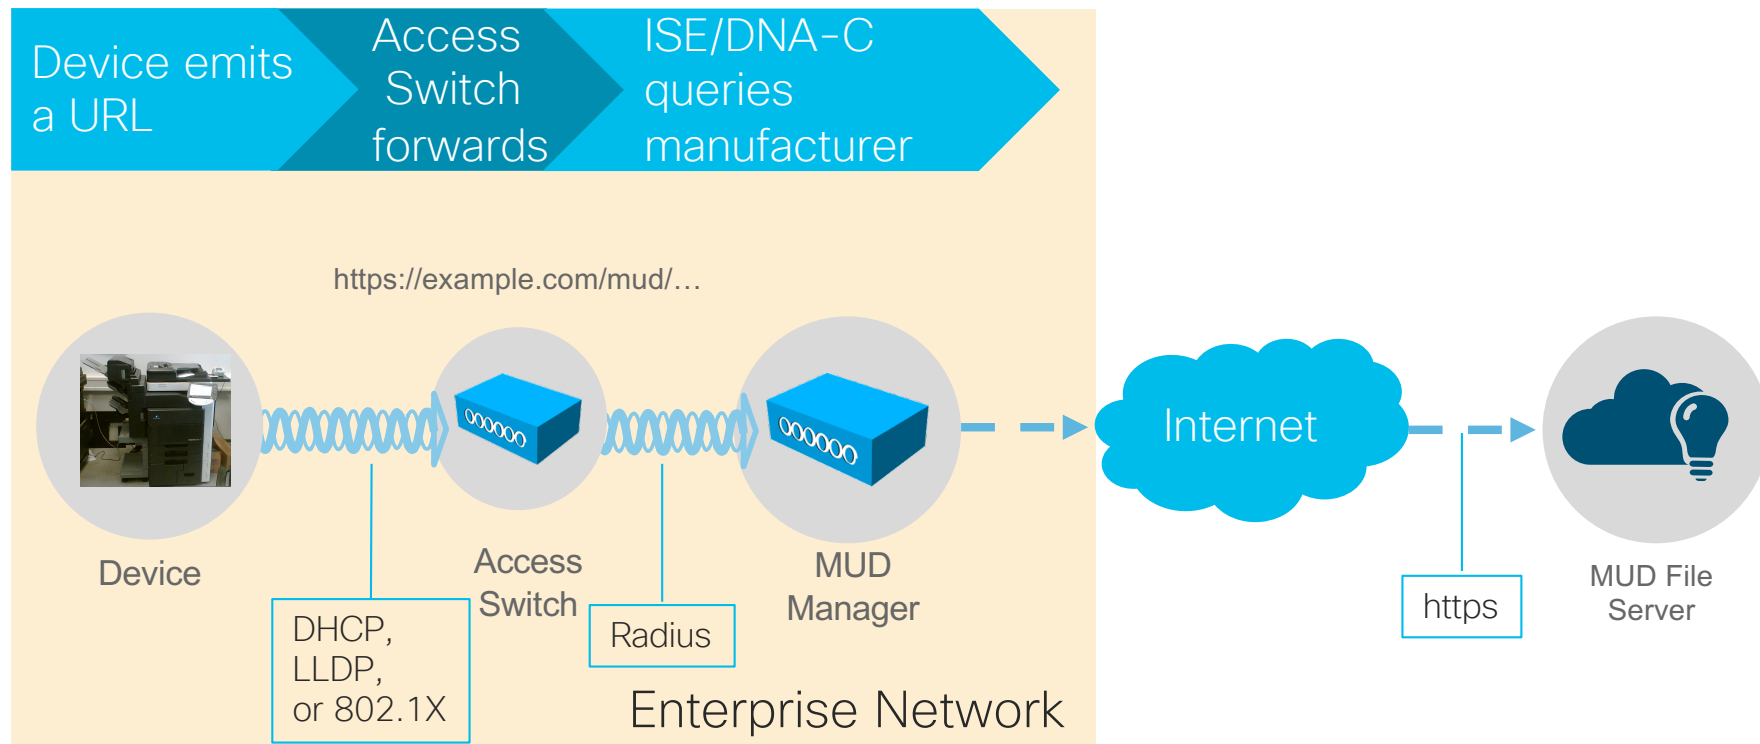 Device emits
a URL
Access
Switch
forwards
ISE/DNA-C
queries
manufacturer
https://example.com/mud/…
Internet
Device
Access
Switch
MUD
Manager
MUD File
Server
DHCP,
LLDP,
or 802.1X
Radius
https
Enterprise Network